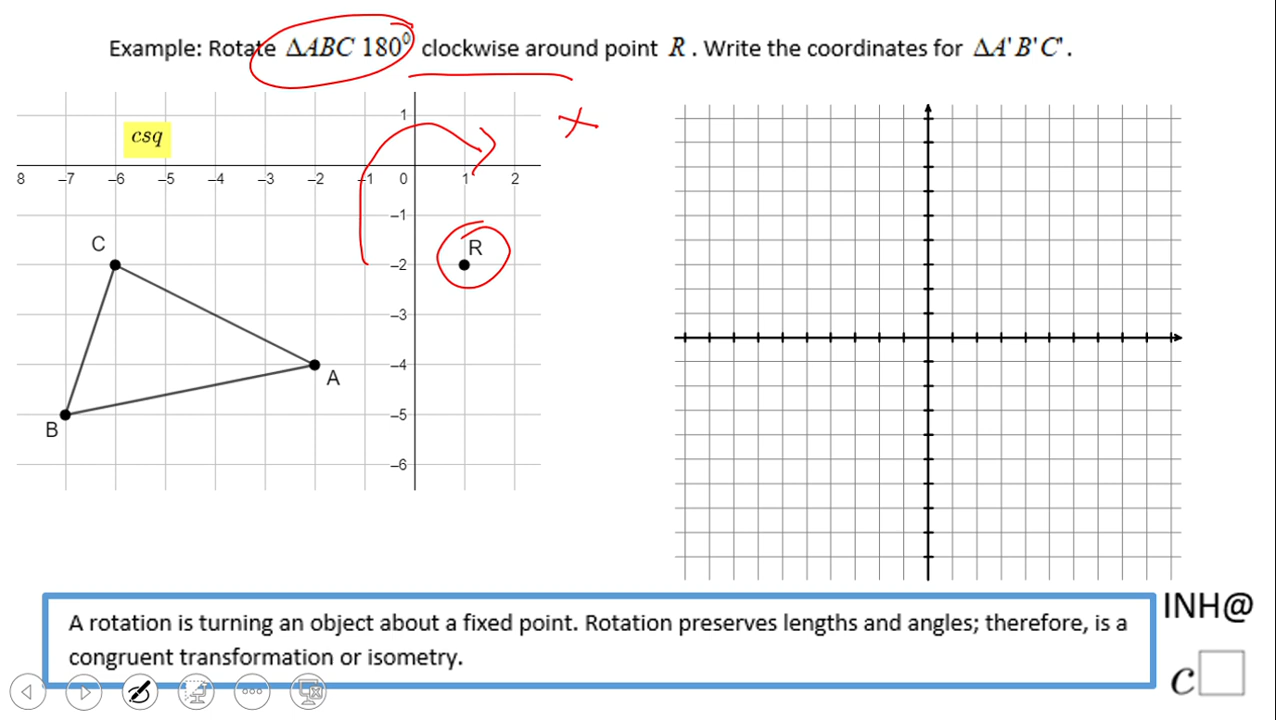 Example: Rotate ΔABC 180⁰ clockwise around point R. Write the coordinates for ΔA'B'C'.
csq
1
8 −7 −6 −5 −4 −3 −2 −1 0 1 2
−1
C
R
−2
−3
−4
A
−5
B
−6
A rotation is turning an object about a fixed point. Rotation preserves lengths and angles; therefore, is a
congruent transformation or isometry.
INH@
c